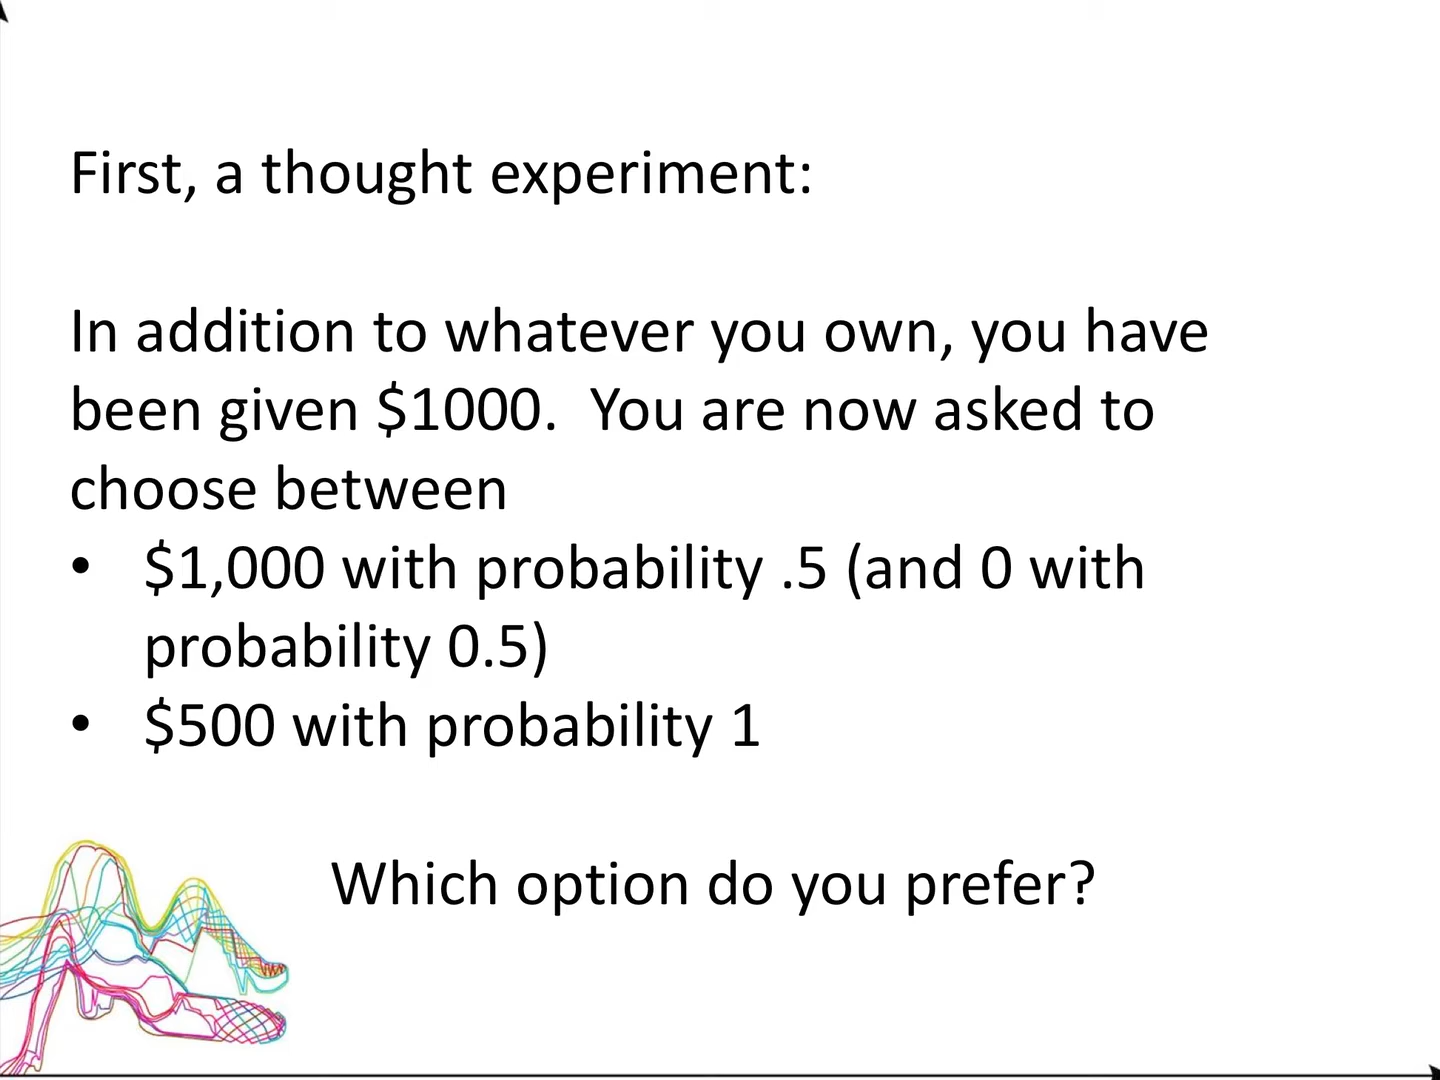 First, a thought experiment:
In addition to whatever you own, you have
been given $1000.  You are now asked to
choose between
• $1,000 with probability .5 (and 0 with
probability 0.5)
• $500 with probability 1
Which option do you prefer?